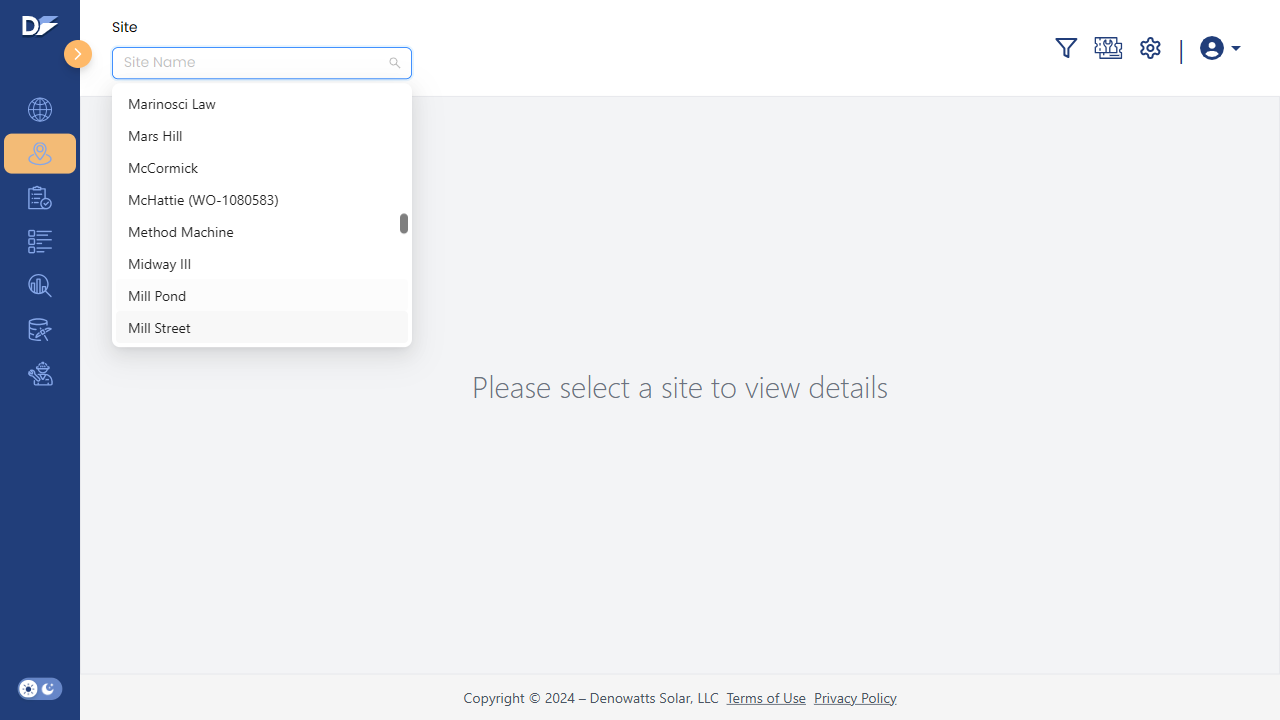 Site
Site Name
Marinosci Law
Mars Hill
McCormick
McHattie (WO-1080583)
Method Machine
Midway III
Mill Pond
Mill Street
Please select a site to view details
Copyright © 2024 – Denowatts Solar, LLC Terms of Use Privacy Policy